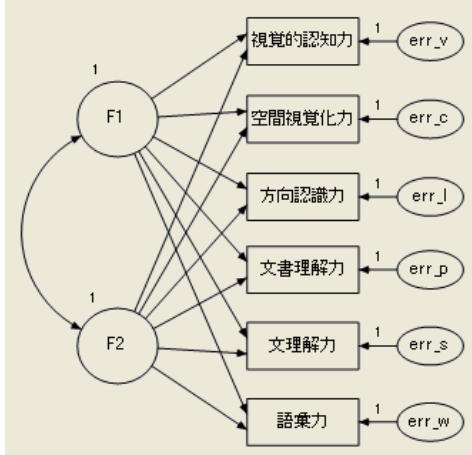 1
F1
1
F2
視覚的認知力
1
err_v
空間視覚化力
1
err_c
方向認識力
1
err_l
文書理解力
1
err_p
文理解力
1
err_s
語彙力
1
err_w